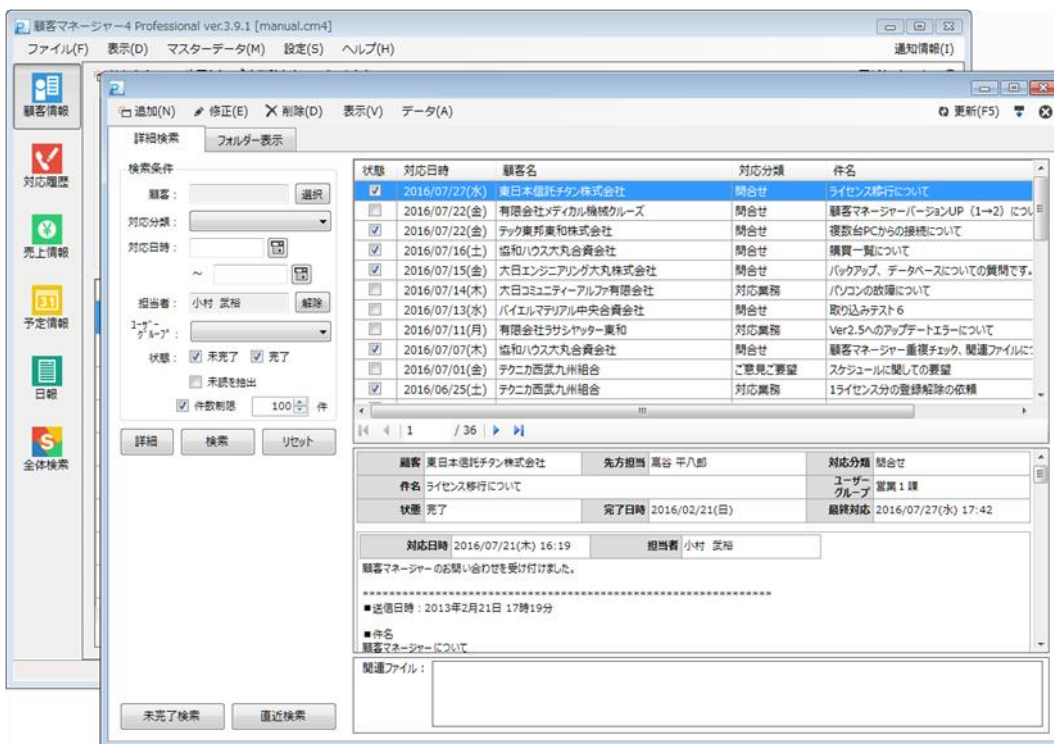 顧客マネージャー4 Professional ver.3.9.1 [manual.cm4]
ファイル(F) 表示(D) マスターデータ(M) 設定(S) ヘルプ(H) 通知情報(I)
顧客情報
対応履歴
売上情報
31
予定情報
日報
全体検索
追加(N) 修正(E) 削除(D) 表示(V) データ(A) 更新(F5)
詳細検索 フォルダー表示
検索条件
顧客： 選択
対応分類：
対応日時：
～
担当者： 小村 武裕 解除
ユーザーグループ：
状態： 未完了 完了
未読を抽出
件数制限 100 件
詳細 検索 リセット
未完了検索 直近検索
状態 対応日時 顧客名 対応分類 件名
2016/07/27(水) 東日本信託チタン株式会社 問合せ ライセンス移行について
2016/07/22(金) 有限会社メディカル機械クルーズ 問合せ 顧客マネージャーバージョンUP（1→2）につい
2016/07/22(金) テック東邦東和株式会社 問合せ 複数台PCからの接続について
2016/07/16(土) 協和ハウス大丸合資会社 問合せ 購買一覧について
2016/07/15(金) 大日エンジニアリング大丸株式会社 問合せ バックアップ、データベースについての質問です。
2016/07/14(木) 大日コミュニティーアルファ有限会社 対応業務 パソコンの故障について
2016/07/13(水) バイエルマテリアル中央合資会社 問合せ 取り込みテスト6
2016/07/11(月) 有限会社ラサシヤッター東和 対応業務 Ver2.5へのアップデートエラーについて
2016/07/07(木) 協和ハウス大丸合資会社 問合せ 顧客マネージャー重複チェック、関連ファイルに
2016/07/01(金) テクニカ西武九州組合 ご意見ご要望 スケジュールに関しての要望
2016/06/25(土) テクニカ西武九州組合 対応業務 1ライセンス分の登録解除の依頼
1 / 36
顧客 東日本信託チタン株式会社 先方担当 高谷 平八郎 対応分類 問合せ
件名 ライセンス移行について ユーザーグループ 営業1課
状態 完了 完了日時 2016/02/21(日) 最終対応 2016/07/27(水) 17:42
対応日時 2016/07/21(木) 16:19 担当者 小村 武裕
顧客マネージャーのお問い合わせを受け付けました。
■送信日時：2013年2月21日 17時19分
■件名
顧客マネージャーについて
関連ファイル：